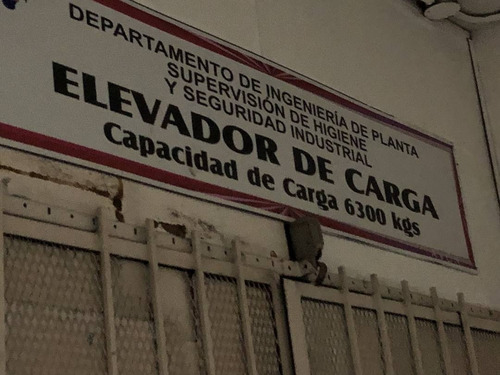 DEPARTAMENTO DE INGENIERÍA DE PLANTA
SUPERVISIÓN DE HIGIENE
Y SEGURIDAD INDUSTRIAL
ELEVADOR DE CARGA
Capacidad de Carga 6300 kgs